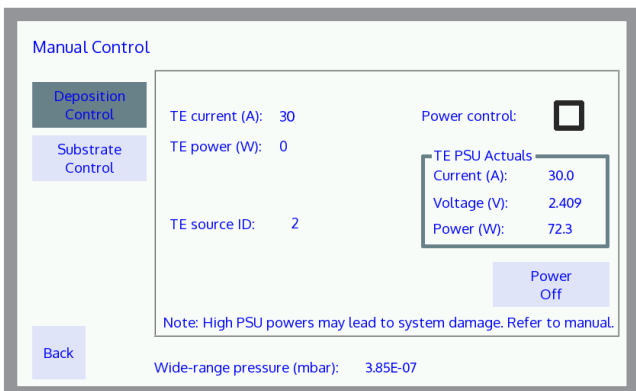 Manual Control
Deposition
Control
Substrate
Control
TE current (A): 30
TE power (W): 0
TE source ID: 2
Power control:
TE PSU Actuals
Current (A): 30.0
Voltage (V): 2.409
Power (W): 72.3
Power
Off
Note: High PSU powers may lead to system damage. Refer to manual.
Back
Wide-range pressure (mbar): 3.85E-07